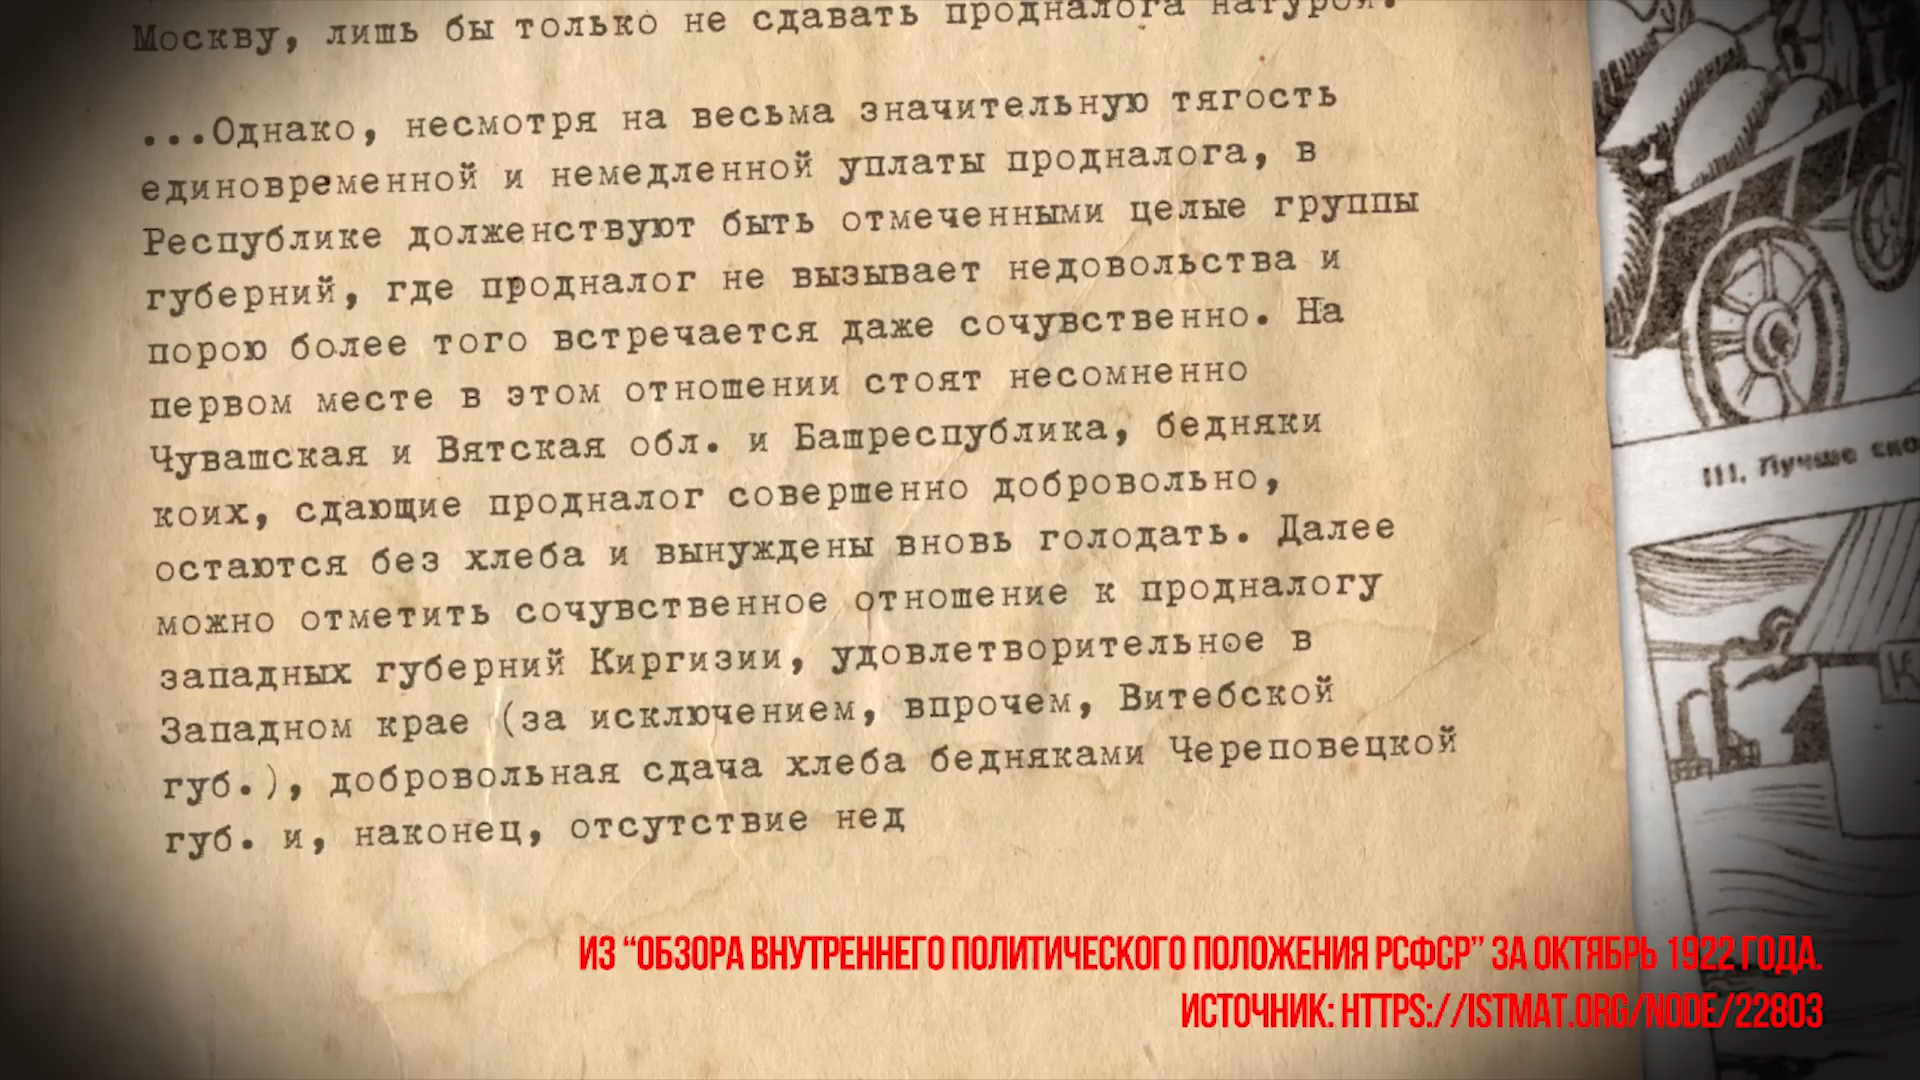 Москву, лишь бы только не сдавать продналога натурой.
...Однако, несмотря на весьма значительную тягость
единовременной и немедленной уплаты продналога, в
Республике долженствуют быть отмеченными целые группы
губерний, где продналог не вызывает недовольства и
порою более того встречается даже сочувственно. На
первом месте в этом отношении стоят несомненно
Чувашская и Вятская обл. и Башреспублика, бедняки
коих, сдающие продналог совершенно добровольно,
остаются без хлеба и вынуждены вновь голодать. Далее
можно отметить сочувственное отношение к продналогу
западных губерний Киргизии, удовлетворительное в
Западном крае (за исключением, впрочем, Витебской
губ.), добровольная сдача хлеба бедняками Череповецкой
губ. и, наконец, отсутствие нед
III. Лучше
ИЗ “ОБЗОРА ВНУТРЕННЕГО ПОЛИТИЧЕСКОГО ПОЛОЖЕНИЯ РСФСР” ЗА ОКТЯБРЬ 1922 ГОДА.
ИСТОЧНИК: HTTPS://ISTMAT.ORG/NODE/22803